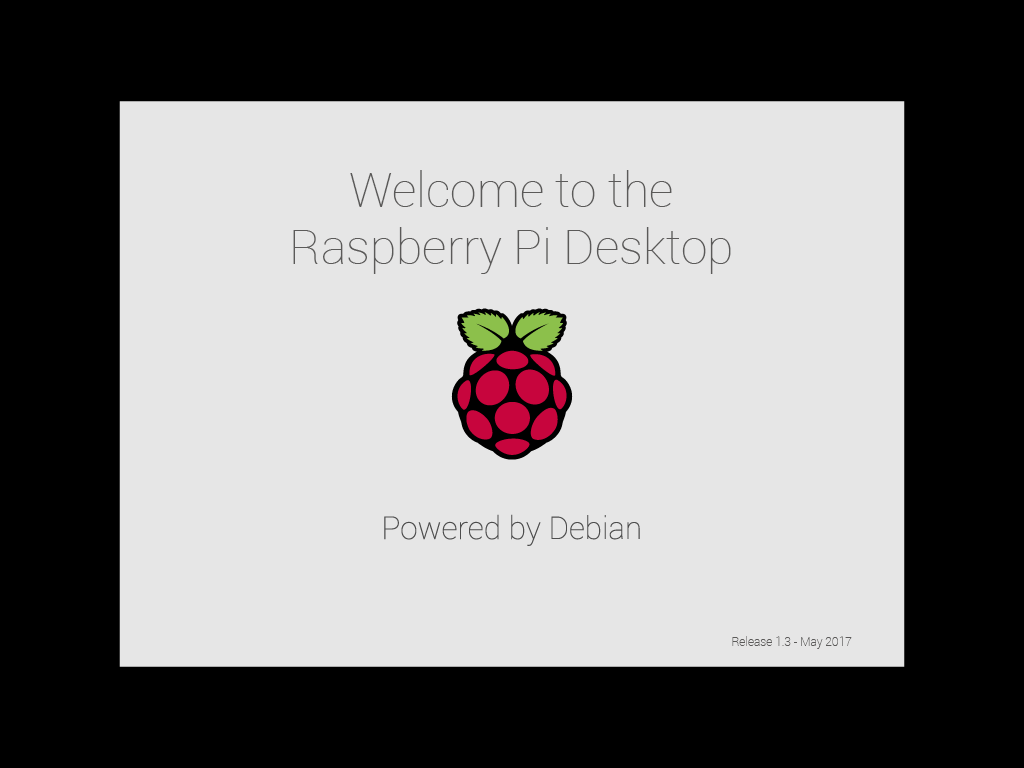 Welcome to the
Raspberry Pi Desktop
Powered by Debian
Release 1.3 - May 2017